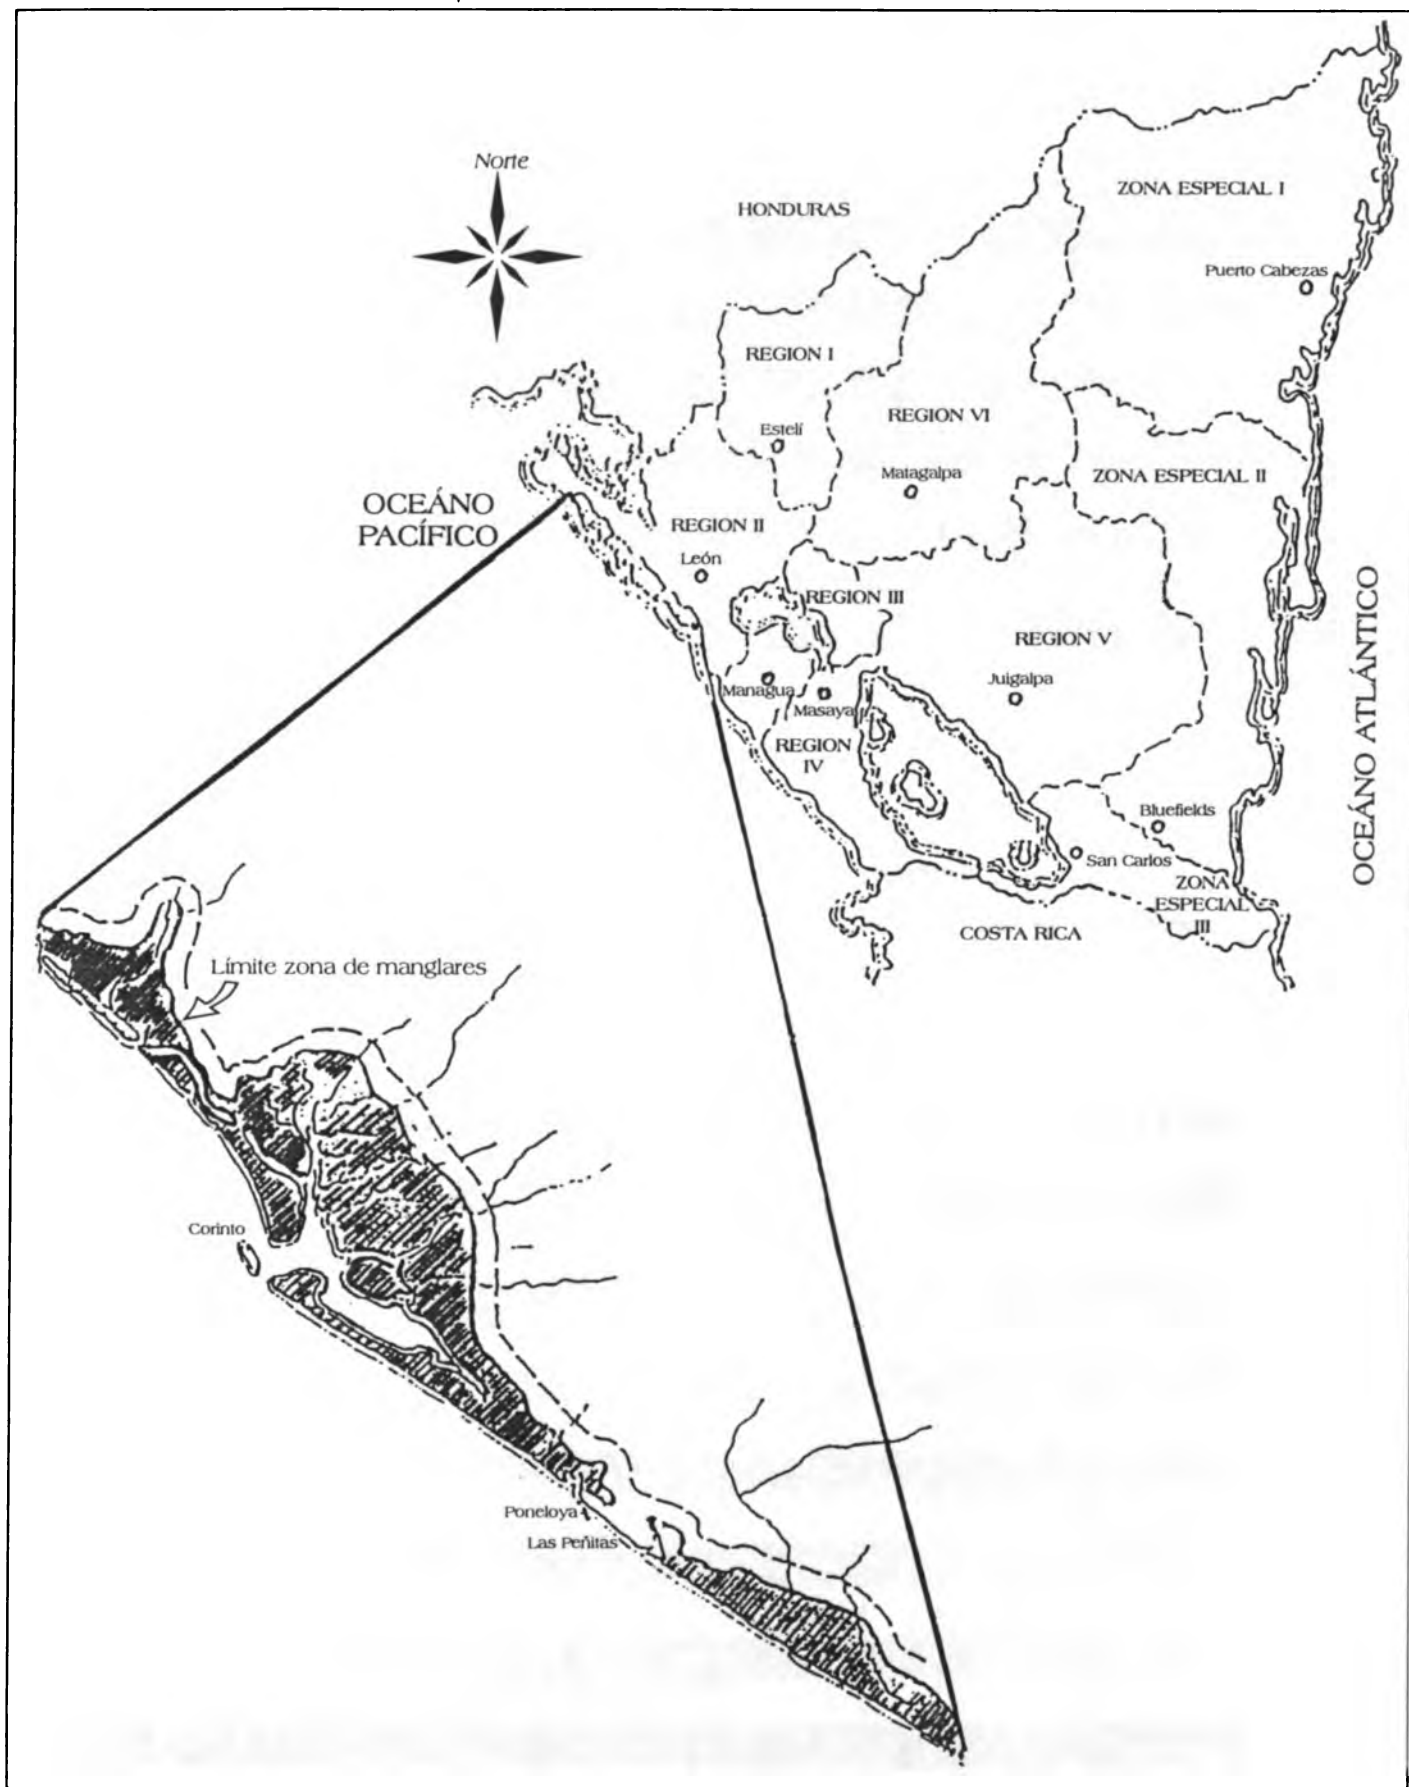 Norte
HONDURAS
ZONA ESPECIAL I
Puerto Cabezas
REGION I
Estelí
REGION VI
Matagalpa
ZONA ESPECIAL II
OCEÁNO
PACÍFICO
REGION II
León
REGION III
REGION V
Juigalpa
Managua
Masaya
REGION
IV
OCEÁNO ATLÁNTICO
Bluefields
San Carlos
ZONA
ESPECIAL
III
COSTA RICA
Límite zona de manglares
Corinto
Poneloya
Las Peñitas